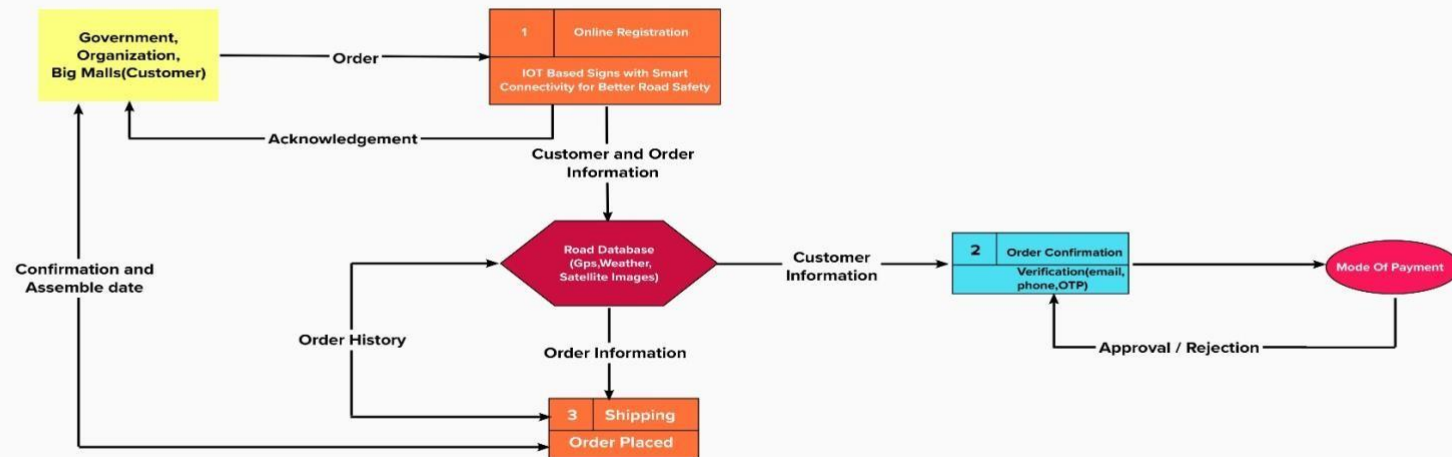 Government,
Organization,
Big Malls(Customer)
Order
1
Online Registration
IOT Based Signs with Smart
Connectivity for Better Road Safety
Acknowledgement
Customer and Order
Information
Road Database
(Gps,Weather,
Satellite Images)
Customer
Information
2
Order Confirmation
Verification(email,
phone,OTP)
Mode Of Payment
Approval / Rejection
Confirmation and
Assemble date
Order History
Order Information
3
Shipping
Order Placed